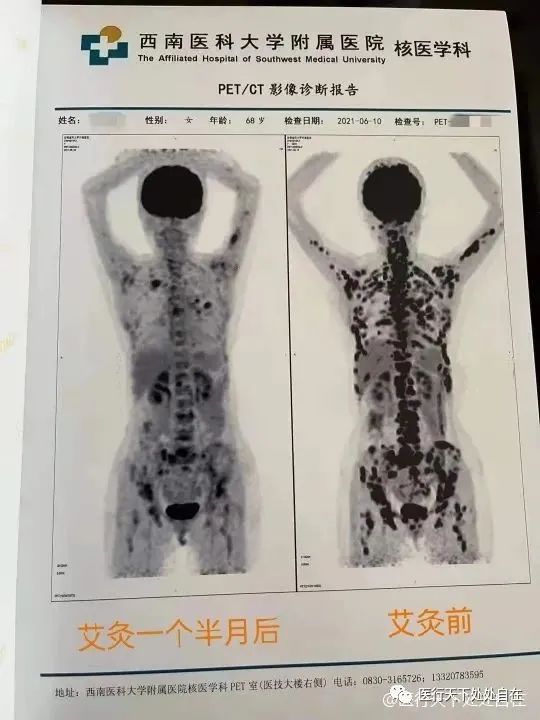 西南医科大学附属医院 核医学科
The Affiliated Hospital of Southwest Medical University
PET/CT 影像诊断报告
姓名： 性别： 女 年龄： 68 岁 检查日期： 2021-06-10 检查号： PET-
艾灸一个半月后
艾灸前
地址：西南医科大学附属医院核医学科 PET 室(医技大楼右侧) 电话：0830-3165726；13320783595
医行天下处处自在